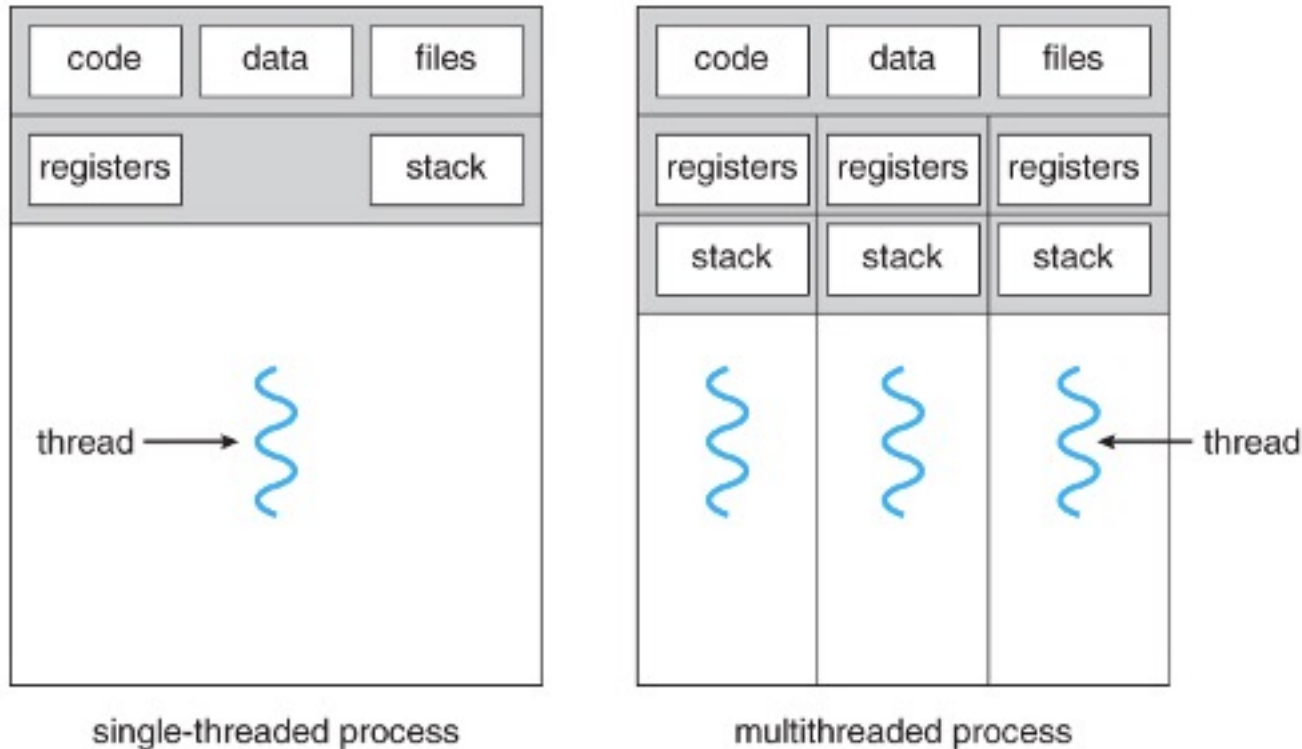 code data files code data files
registers stack registers registers registers
stack stack stack
thread thread
single-threaded process multithreaded process